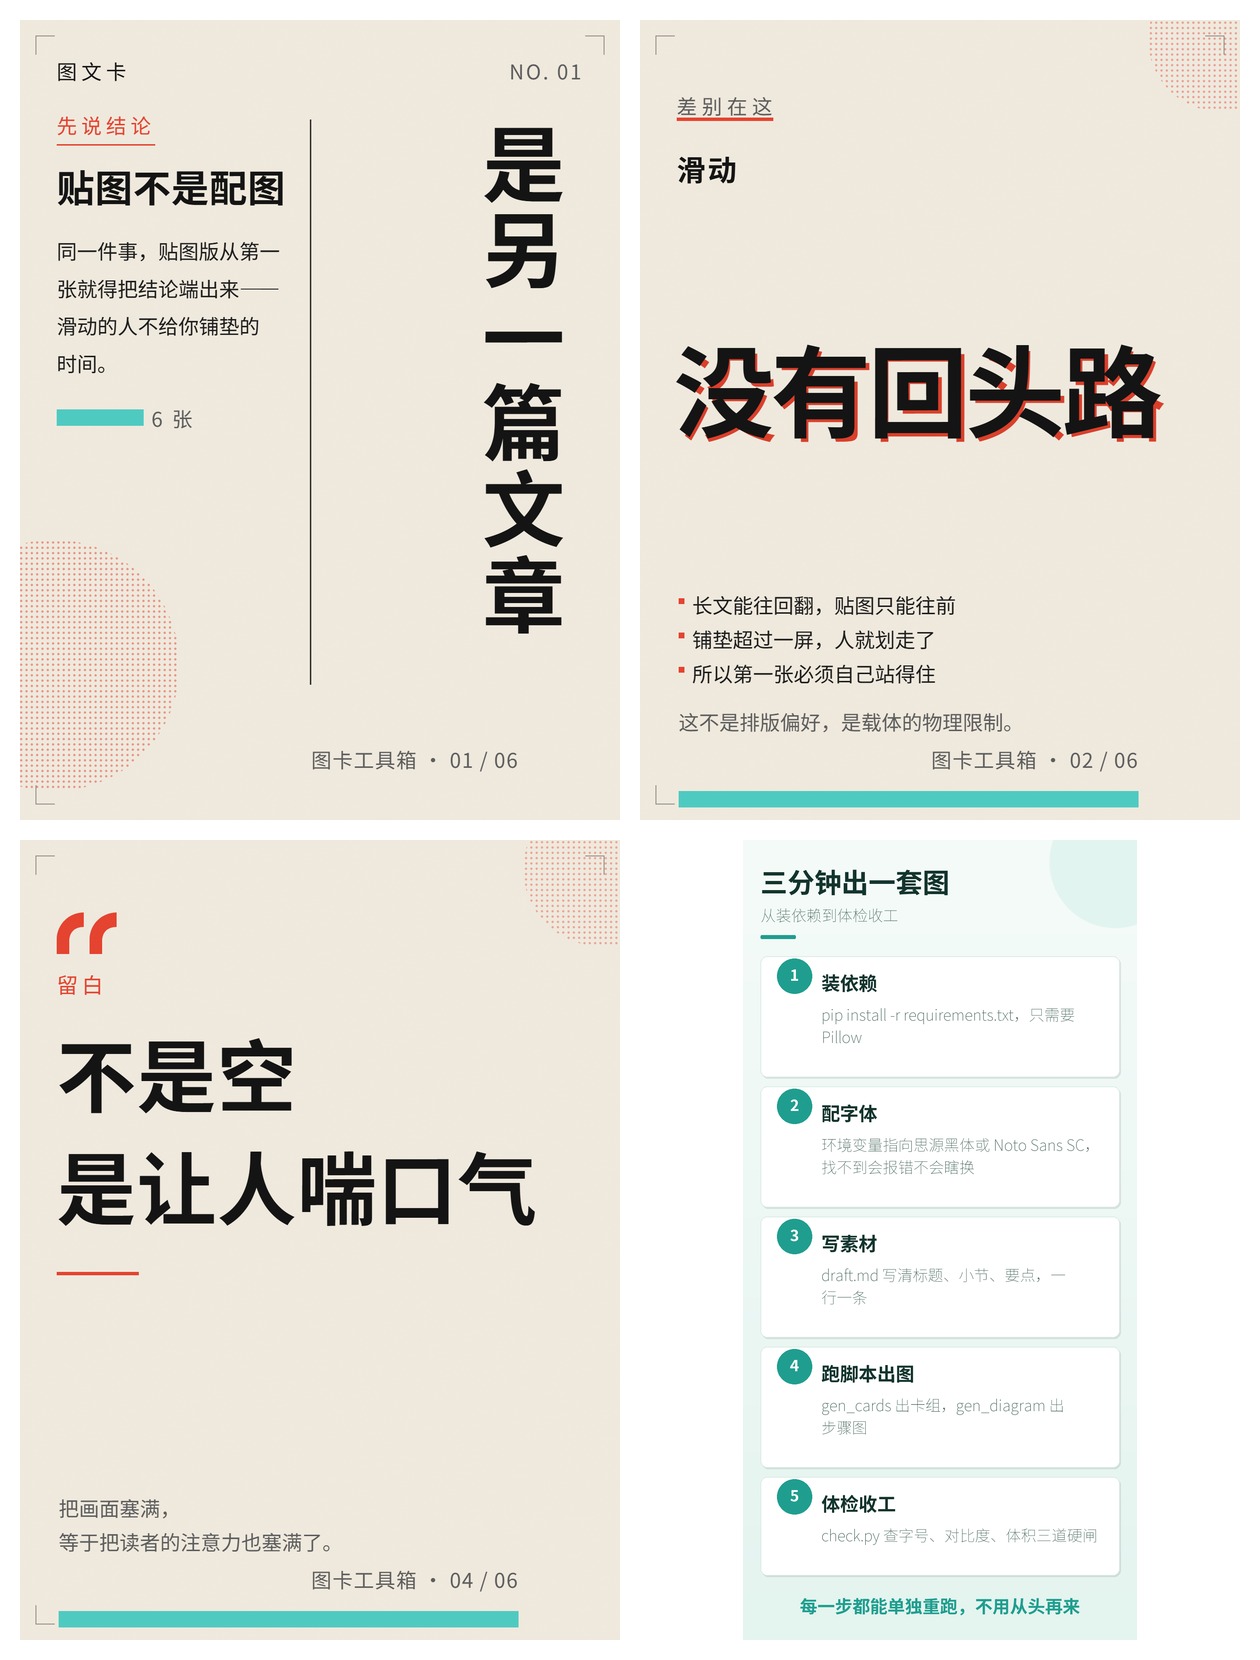 图文卡
NO. 01
先说结论
贴图不是配图
同一件事，贴图版从第一
张就得把结论端出来——
滑动的人不给你铺垫的
时间。
6 张
是另一篇文章
图卡工具箱 · 01 / 06
差别在这
滑动
没有回头路
长文能往回翻，贴图只能往前
铺垫超过一屏，人就划走了
所以第一张必须自己站得住
这不是排版偏好，是载体的物理限制。
图卡工具箱 · 02 / 06
“
留白
不是空
是让人喘口气
把画面塞满，
等于把读者的注意力也塞满了。
图卡工具箱 · 04 / 06
三分钟出一套图
从装依赖到体检收工
1
装依赖
pip install -r requirements.txt，只需要
Pillow
2
配字体
环境变量指向思源黑体或 Noto Sans SC，
找不到会报错不会瞎换
3
写素材
draft.md 写清标题、小节、要点，一
行一条
4
跑脚本出图
gen_cards 出卡组，gen_diagram 出
步骤图
5
体检收工
check.py 查字号、对比度、体积三道硬闸
每一步都能单独重跑，不用从头再来